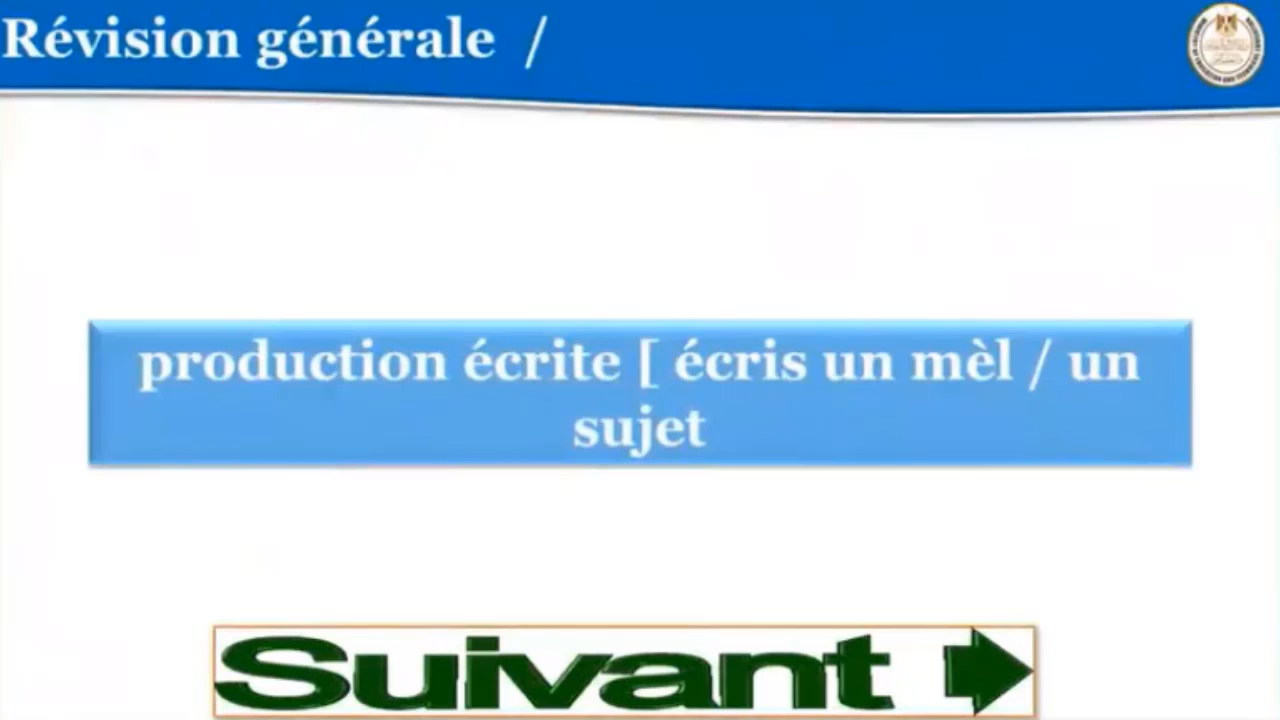 Révision générale /
production écrite [ écris un mèl / un
sujet
Suivant